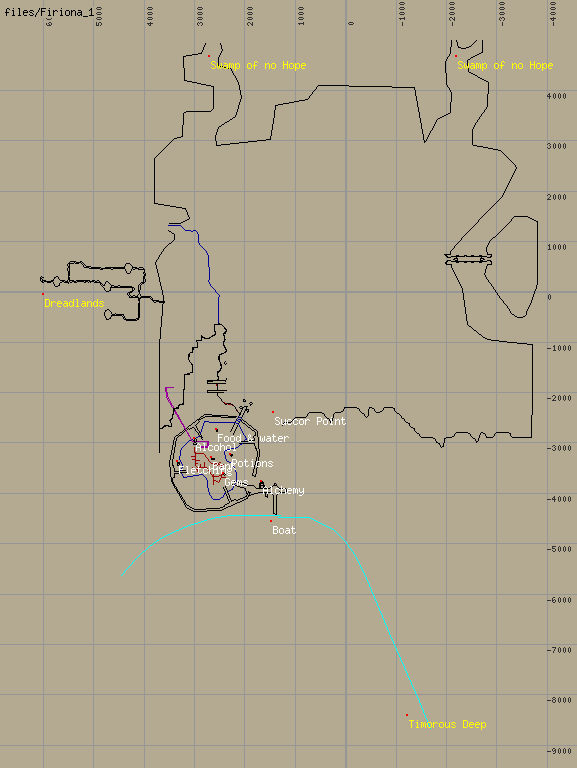 files/Firiona_1
6000
5000
4000
3000
2000
1000
0
-1000
-2000
-3000
-4000
Swamp of no Hope
Swamp of no Hope
4000
3000
2000
1000
0
Dreadlands
-1000
-2000
Succor Point
Food & water
-3000
Alcohol
Potions
Gems
Alchemy
-4000
Boat
-5000
-6000
-7000
-8000
Timorous Deep
-9000